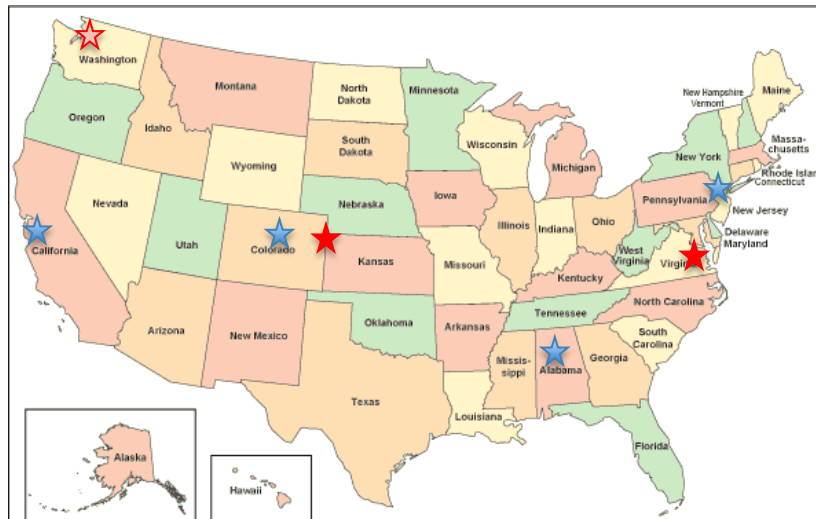 Washington
Montana
North
Dakota
Minnesota
Maine
New Hampshire
Vermont
Oregon
Idaho
South
Dakota
Wisconsin
Michigan
New York
Massa-
chusetts
Rhode Islan
Connecticut
Wyoming
Iowa
Pennsylvania
New Jersey
Nevada
Nebraska
Illinois
Indiana
Ohio
Delaware
Maryland
Utah
Colorado
California
Kansas
Missouri
West
Virginia
Virgini
Kentucky
North Carolina
Arizona
New Mexico
Oklahoma
Arkansas
Tennessee
South
Carolina
Missis-
sippi
Alabama
Georgia
Texas
Louisiana
Florida
Alaska
Hawaii